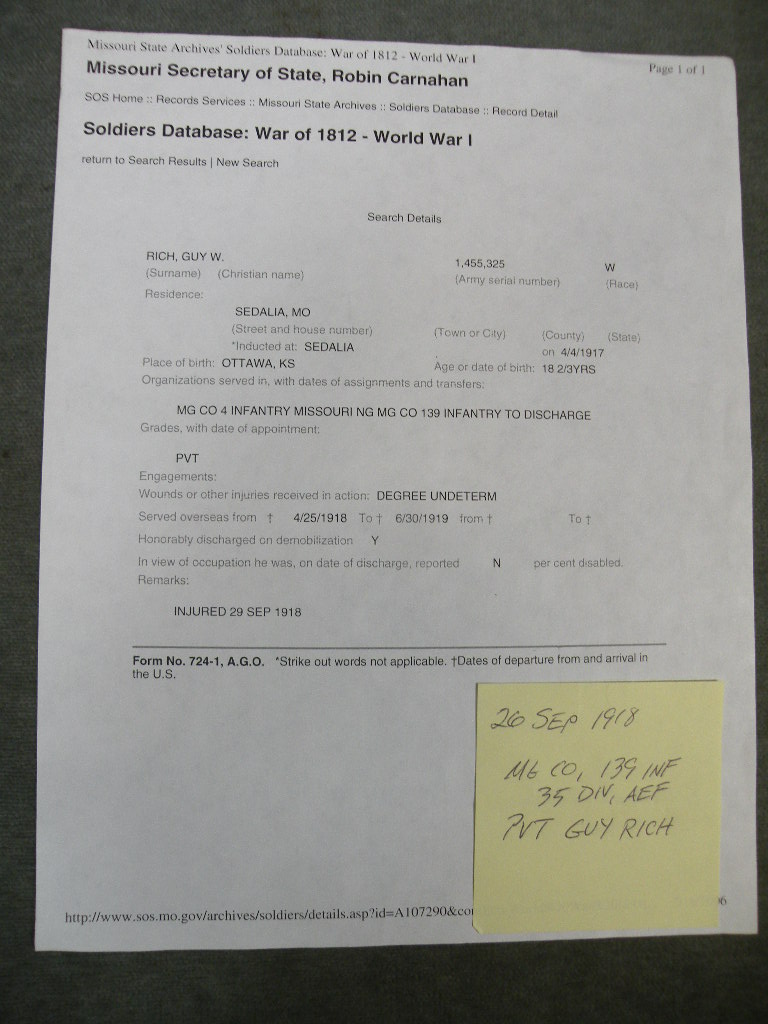 Missouri State Archives' Soldiers Database: War of 1812 - World War I
Page 1 of 1
Missouri Secretary of State, Robin Carnahan
SOS Home :: Records Services :: Missouri State Archives :: Soldiers Database :: Record Detail
Soldiers Database: War of 1812 - World War I
return to Search Results | New Search
Search Details
RICH, GUY W. 1,455,325 W
(Surname) (Christian name) (Army serial number) (Race)
Residence:
SEDALIA, MO
(Street and house number) (Town or City) (County) (State)
*Inducted at: SEDALIA on 4/4/1917
Place of birth: OTTAWA, KS Age or date of birth: 18 2/3YRS
Organizations served in, with dates of assignments and transfers:
MG CO 4 INFANTRY MISSOURI NG MG CO 139 INFANTRY TO DISCHARGE
Grades, with date of appointment:
PVT
Engagements:
Wounds or other injuries received in action: DEGREE UNDETERM
Served overseas from † 4/25/1918 To † 6/30/1919 from † To †
Honorably discharged on demobilization Y
In view of occupation he was, on date of discharge, reported N per cent disabled.
Remarks:
INJURED 29 SEP 1918
Form No. 724-1, A.G.O. *Strike out words not applicable. †Dates of departure from and arrival in
the U.S.
26 SEP 1918
MG CO, 139 INF
35 DIV, AEF
PVT GUY RICH
http://www.sos.mo.gov/archives/soldiers/details.asp?id=A107290&co